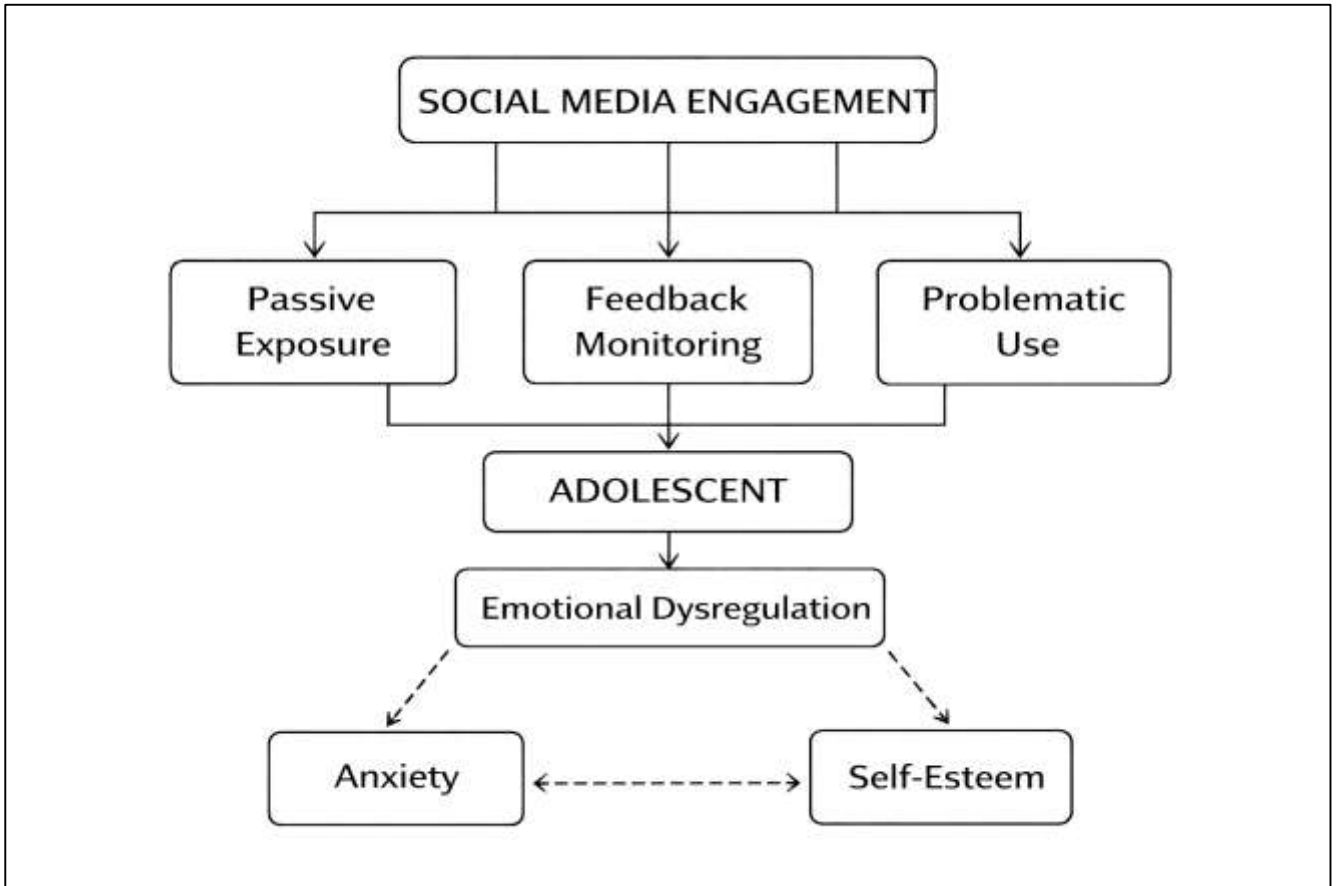 SOCIAL MEDIA ENGAGEMENT
Passive
Exposure
Feedback
Monitoring
Problematic
Use
ADOLESCENT
Emotional Dysregulation
Anxiety
Self-Esteem